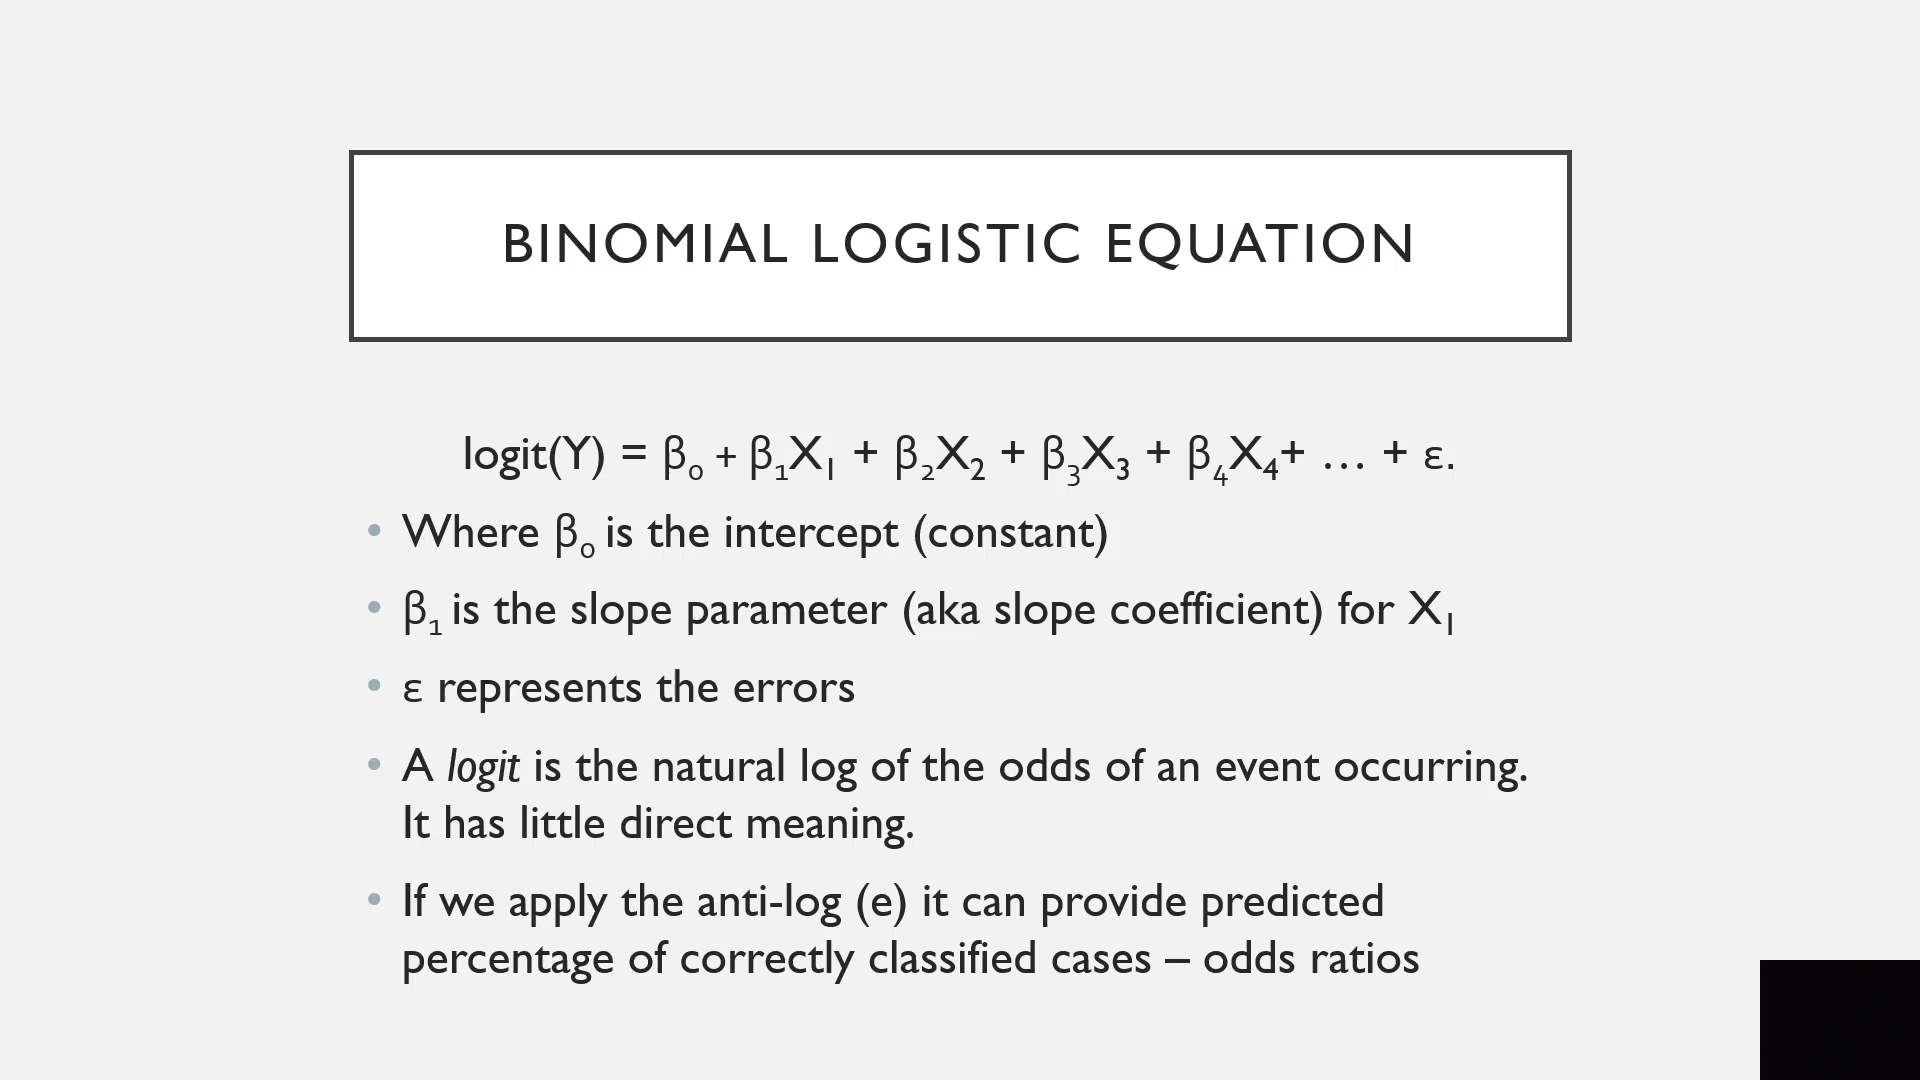 BINOMIAL LOGISTIC EQUATION
logit(Y) = β₀ + β₁X₁ + β₂X₂ + β₃X₃ + β₄X₄+ … + ε.
• Where β₀ is the intercept (constant)
• β₁ is the slope parameter (aka slope coefficient) for X₁
• ε represents the errors
• A logit is the natural log of the odds of an event occurring.
It has little direct meaning.
• If we apply the anti-log (e) it can provide predicted
percentage of correctly classified cases – odds ratios